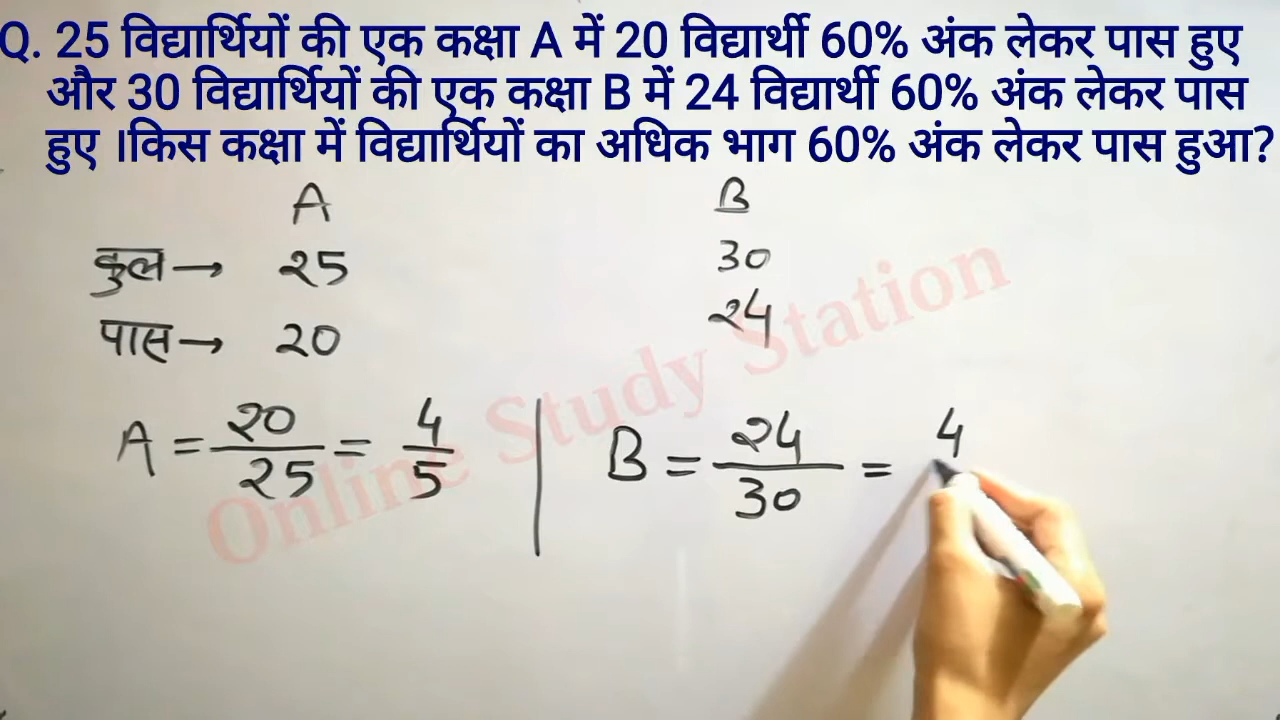 Q. 25 विद्यार्थियों की एक कक्षा A में 20 विद्यार्थी 60% अंक लेकर पास हुए
और 30 विद्यार्थियों की एक कक्षा B में 24 विद्यार्थी 60% अंक लेकर पास
हुए ।किस कक्षा में विद्यार्थियों का अधिक भाग 60% अंक लेकर पास हुआ?
A B
कुल → 25 30
पास → 20 24
A = 20/25 = 4/5 B = 24/30 = 4
Online Study Station